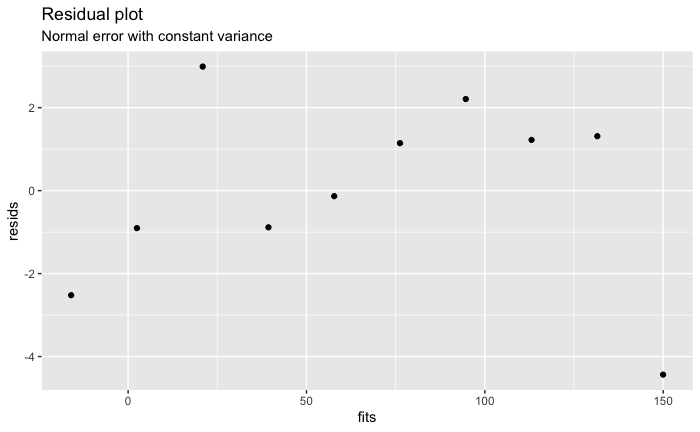 Residual plot
Normal error with constant variance
2
0
-2
-4
resids
0
50
100
150
fits